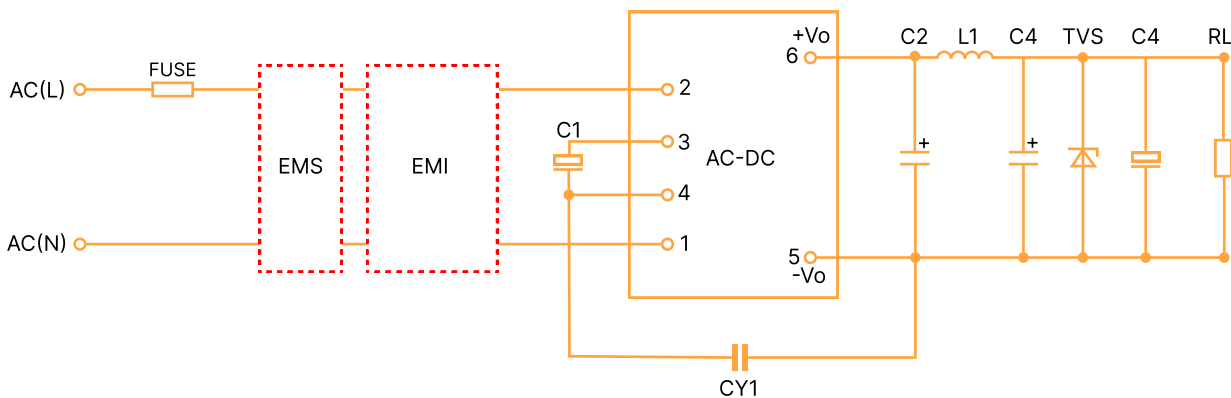 +Vo
C2
L1
C4
TVS
C4
RL
6
FUSE
AC(L)
2
C1
3
AC-DC
EMS
EMI
4
AC(N)
1
5
-Vo
+
+
CY1